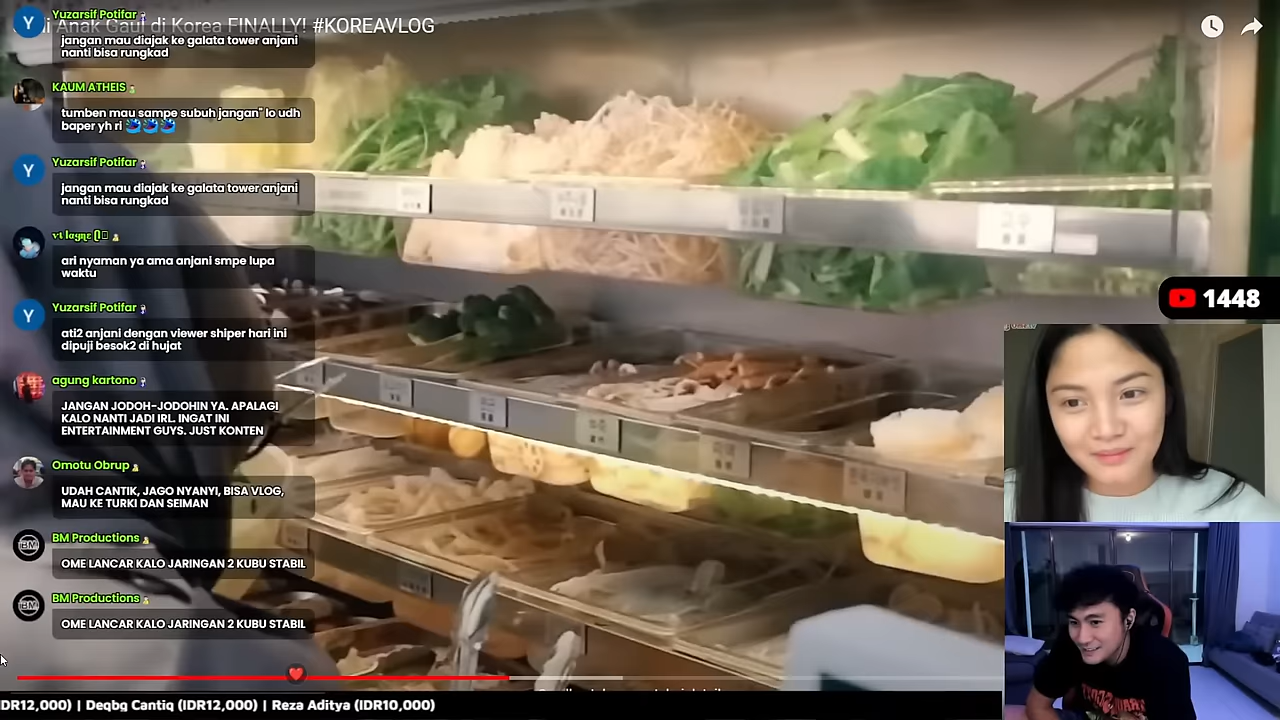 i Anak Gaul di Korea FINALLY! #KOREAVLOG
Yuzarsif Potifar
jangan mau diajak ke galata tower anjani
nanti bisa rungkad
KAUM ATHEIS
tumben mau sampe subuh jangan" lo udh
baper yh ri
Yuzarsif Potifar
jangan mau diajak ke galata tower anjani
nanti bisa rungkad
ari nyaman ya ama anjani smpe lupa
waktu
Yuzarsif Potifar
ati2 anjani dengan viewer shiper hari ini
dipuji besok2 di hujat
agung kartono
JANGAN JODOH-JODOHIN YA. APALAGI
KALO NANTI JADI IRL. INGAT INI
ENTERTAINMENT GUYS. JUST KONTEN
Omotu Obrup
UDAH CANTIK, JAGO NYANYI, BISA VLOG,
MAU KE TURKI DAN SEIMAN
BM Productions
OME LANCAR KALO JARINGAN 2 KUBU STABIL
BM Productions
OME LANCAR KALO JARINGAN 2 KUBU STABIL
1448
DR12,000) | Deqbg Cantiq (IDR12,000) | Reza Aditya (IDR10,000)